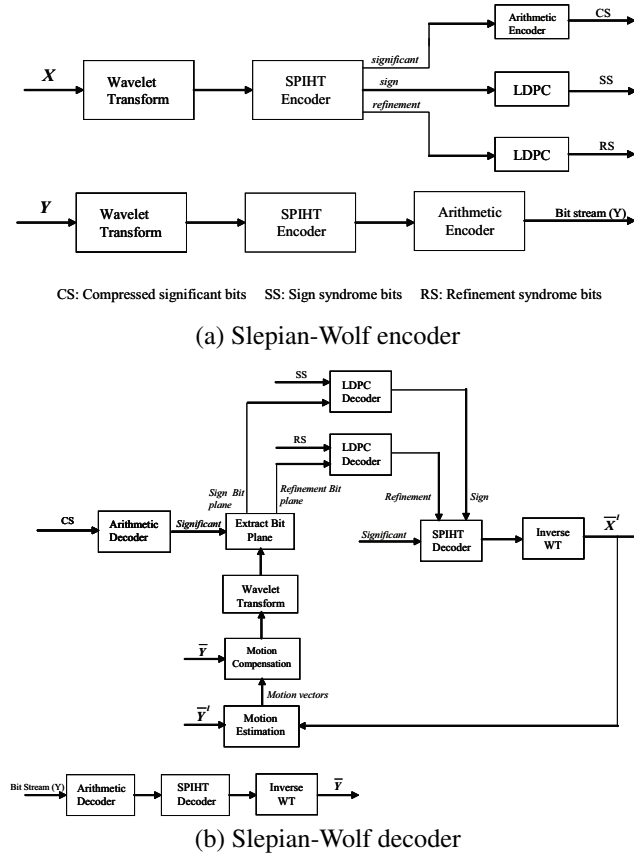 significant
Arithmetic
Encoder
CS
X
Wavelet
Transform
SPIHT
Encoder
sign
LDPC
SS
refinement
LDPC
RS
Y
Wavelet
Transform
SPIHT
Encoder
Arithmetic
Encoder
Bit stream (Y)
CS: Compressed significant bits SS: Sign syndrome bits RS: Refinement syndrome bits
(a) Slepian-Wolf encoder
SS
LDPC
Decoder
RS
LDPC
Decoder
Sign Bit
plane
Refinement Bit
plane
Refinement
Sign
CS
Arithmetic
Decoder
Significant
Extract Bit
Plane
Significant
SPIHT
Decoder
Inverse
WT
X̅'
Wavelet
Transform
Y̅
Motion
Compensation
Motion vectors
Y̅'
Motion
Estimation
Bit Stream (Y)
Arithmetic
Decoder
SPIHT
Decoder
Inverse
WT
Y̅
(b) Slepian-Wolf decoder